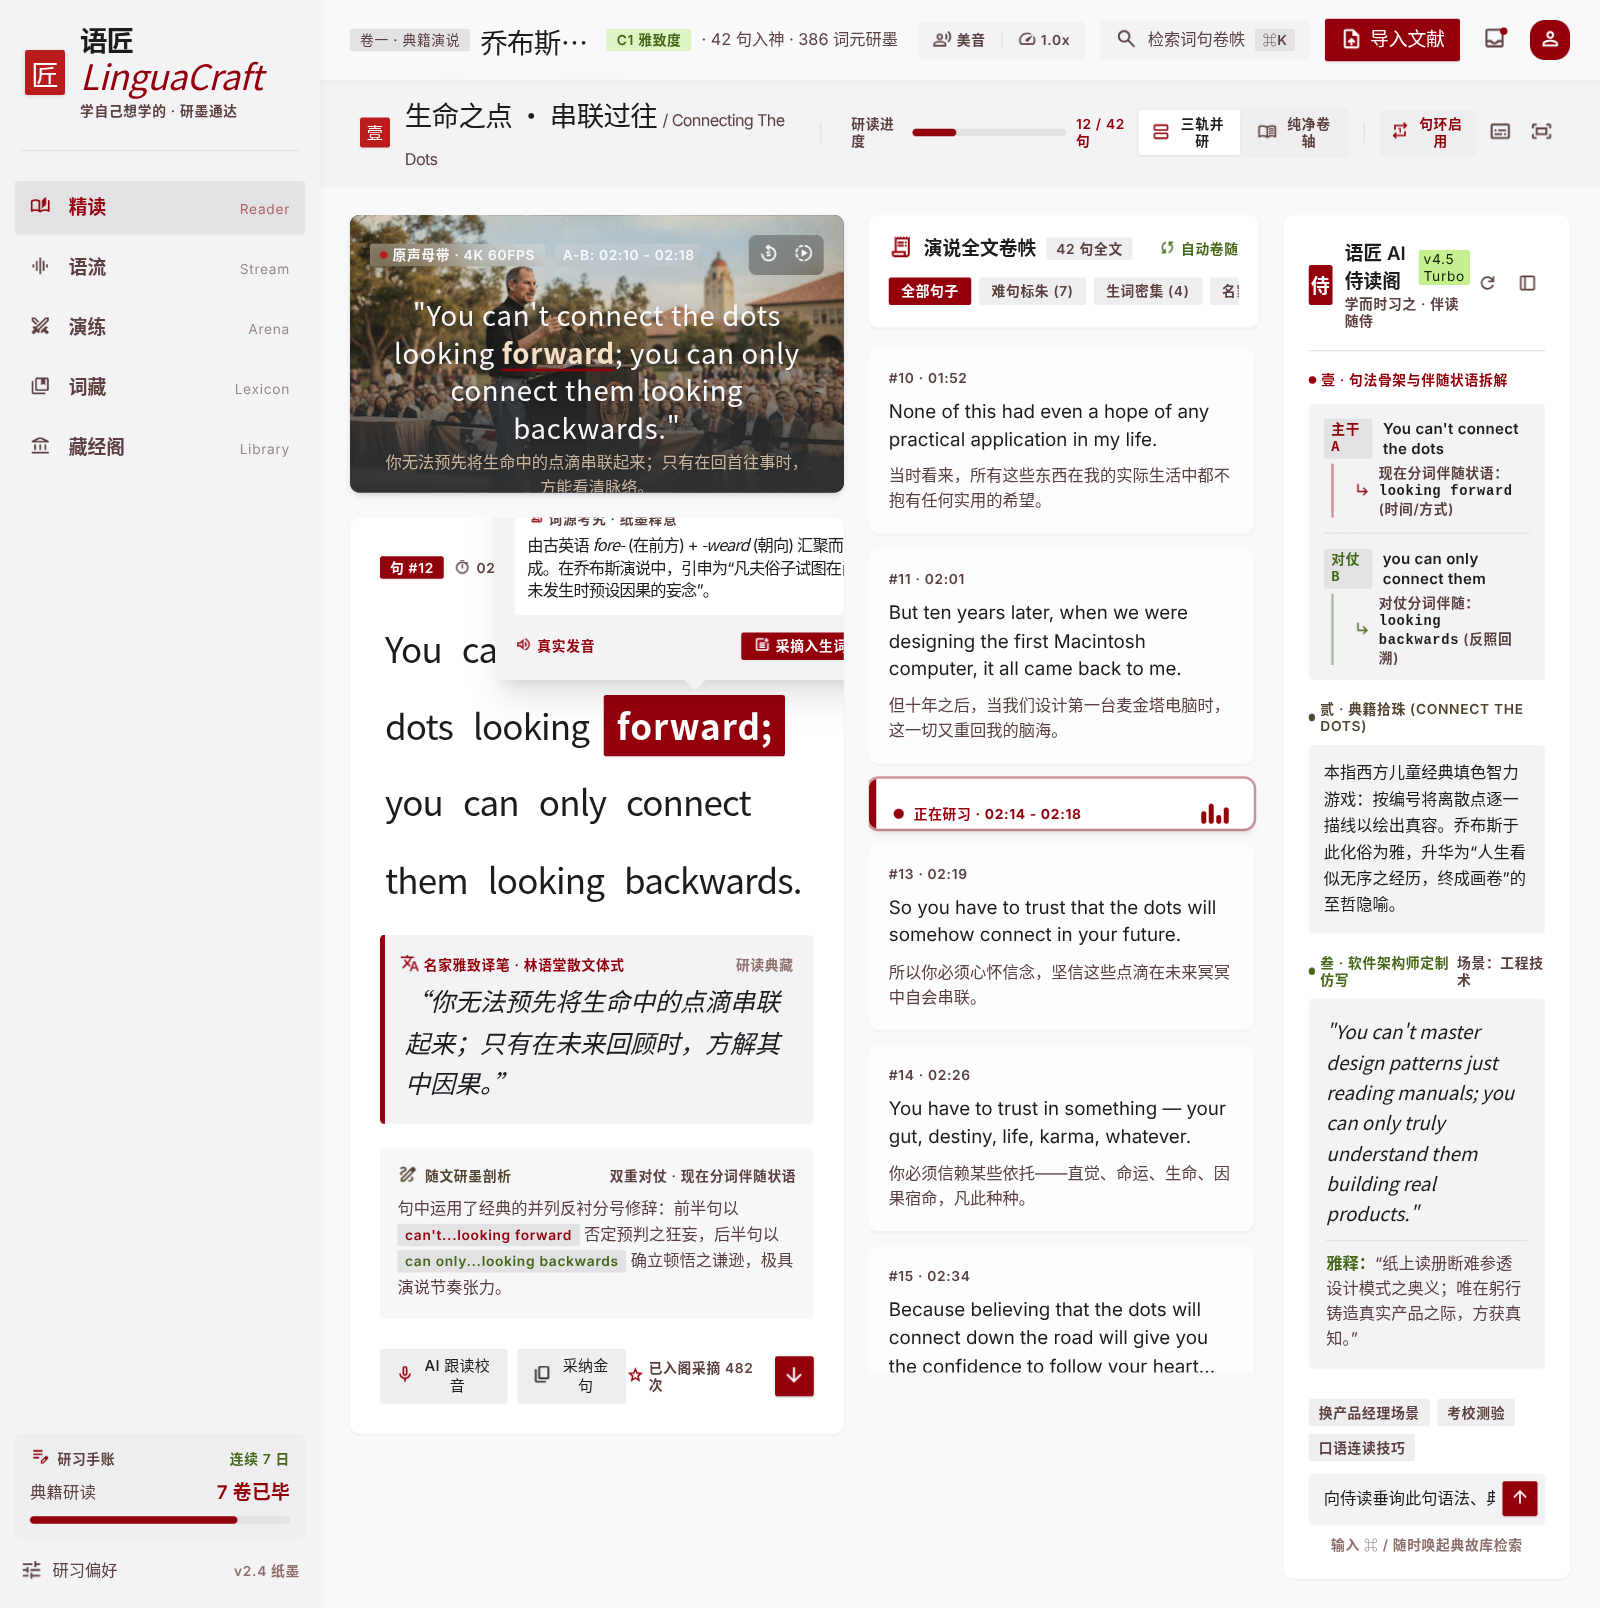 匠
语匠
LinguaCraft
学自己想学的 · 研墨通达
精读 Reader
语流 Stream
演练 Arena
词藏 Lexicon
藏经阁 Library
研习手账 连续 7 日
典籍研读 7 卷已毕
研习偏好 v2.4 纸墨
卷一 · 典籍演说 乔布斯··· C1 雅致度 · 42 句入神 · 386 词元研墨 美音 1.0x 检索词句卷帙 ⌘K 导入文献
壹 生命之点 · 串联过往 / Connecting The
Dots
研读进
度
12 / 42
句
三轨并
研
纯净卷
轴
句环启
用
原声母带 · 4K 60FPS A-B: 02:10 - 02:18
"You can't connect the dots
looking forward; you can only
connect them looking
backwards."
你无法预先将生命中的点滴串联起来；只有在回首往事时，
方能看清脉络。
句 #12 02
词源考究 · 纸墨释意
由古英语 fore- (在前方) + -weard (朝向) 汇聚而
成。在乔布斯演说中，引申为“凡夫俗子试图在
未发生时预设因果的妄念”。
真实发音 采摘入生词
You ca
dots looking forward;
you can only connect
them looking backwards.
名家雅致译笔 · 林语堂散文体式 研读典藏
“你无法预先将生命中的点滴串联
起来；只有在未来回顾时，方解其
中因果。”
随文研墨剖析 双重对仗 · 现在分词伴随状语
句中运用了经典的并列反衬分号修辞：前半句以
can't...looking forward 否定预判之狂妄，后半句以
can only...looking backwards 确立顿悟之谦逊，极具
演说节奏张力。
AI 跟读校
音
采纳金
句
已入阁采摘 482
次
演说全文卷帙 42 句全文 自动卷随
全部句子 难句标朱 (7) 生词密集 (4) 名
#10 · 01:52
None of this had even a hope of any
practical application in my life.
当时看来，所有这些东西在我的实际生活中都不
抱有任何实用的希望。
#11 · 02:01
But ten years later, when we were
designing the first Macintosh
computer, it all came back to me.
但十年之后，当我们设计第一台麦金塔电脑时，
这一切又重回我的脑海。
正在研习 · 02:14 - 02:18
#13 · 02:19
So you have to trust that the dots will
somehow connect in your future.
所以你必须心怀信念，坚信这些点滴在未来冥冥
中自会串联。
#14 · 02:26
You have to trust in something — your
gut, destiny, life, karma, whatever.
你必须信赖某些依托——直觉、命运、生命、因
果宿命，凡此种种。
#15 · 02:34
Because believing that the dots will
connect down the road will give you
the confidence to follow your heart...
侍 语匠 AI
侍读阁
v4.5
Turbo
学而时习之 · 伴读
随侍
壹 · 句法骨架与伴随状语拆解
主干
A
You can't connect
the dots
现在分词伴随状语：
looking forward
(时间/方式)
对仗
B
you can only
connect them
对仗分词伴随：
looking
backwards (反照回
溯)
贰 · 典籍拾珠 (CONNECT THE
DOTS)
本指西方儿童经典填色智力
游戏：按编号将离散点逐一
描线以绘出真容。乔布斯于
此化俗为雅，升华为“人生看
似无序之经历，终成画卷”的
至哲隐喻。
叁 · 软件架构师定制
仿写
场景：工程技
术
"You can't master
design patterns just
reading manuals; you
can only truly
understand them
building real
products."
雅释：“纸上读册断难参透
设计模式之奥义；唯在躬行
铸造真实产品之际，方获真
知。”
换产品经理场景 考校测验
口语连读技巧
向侍读垂询此句语法、典
输入 ⌘ / 随时唤起典故库检索